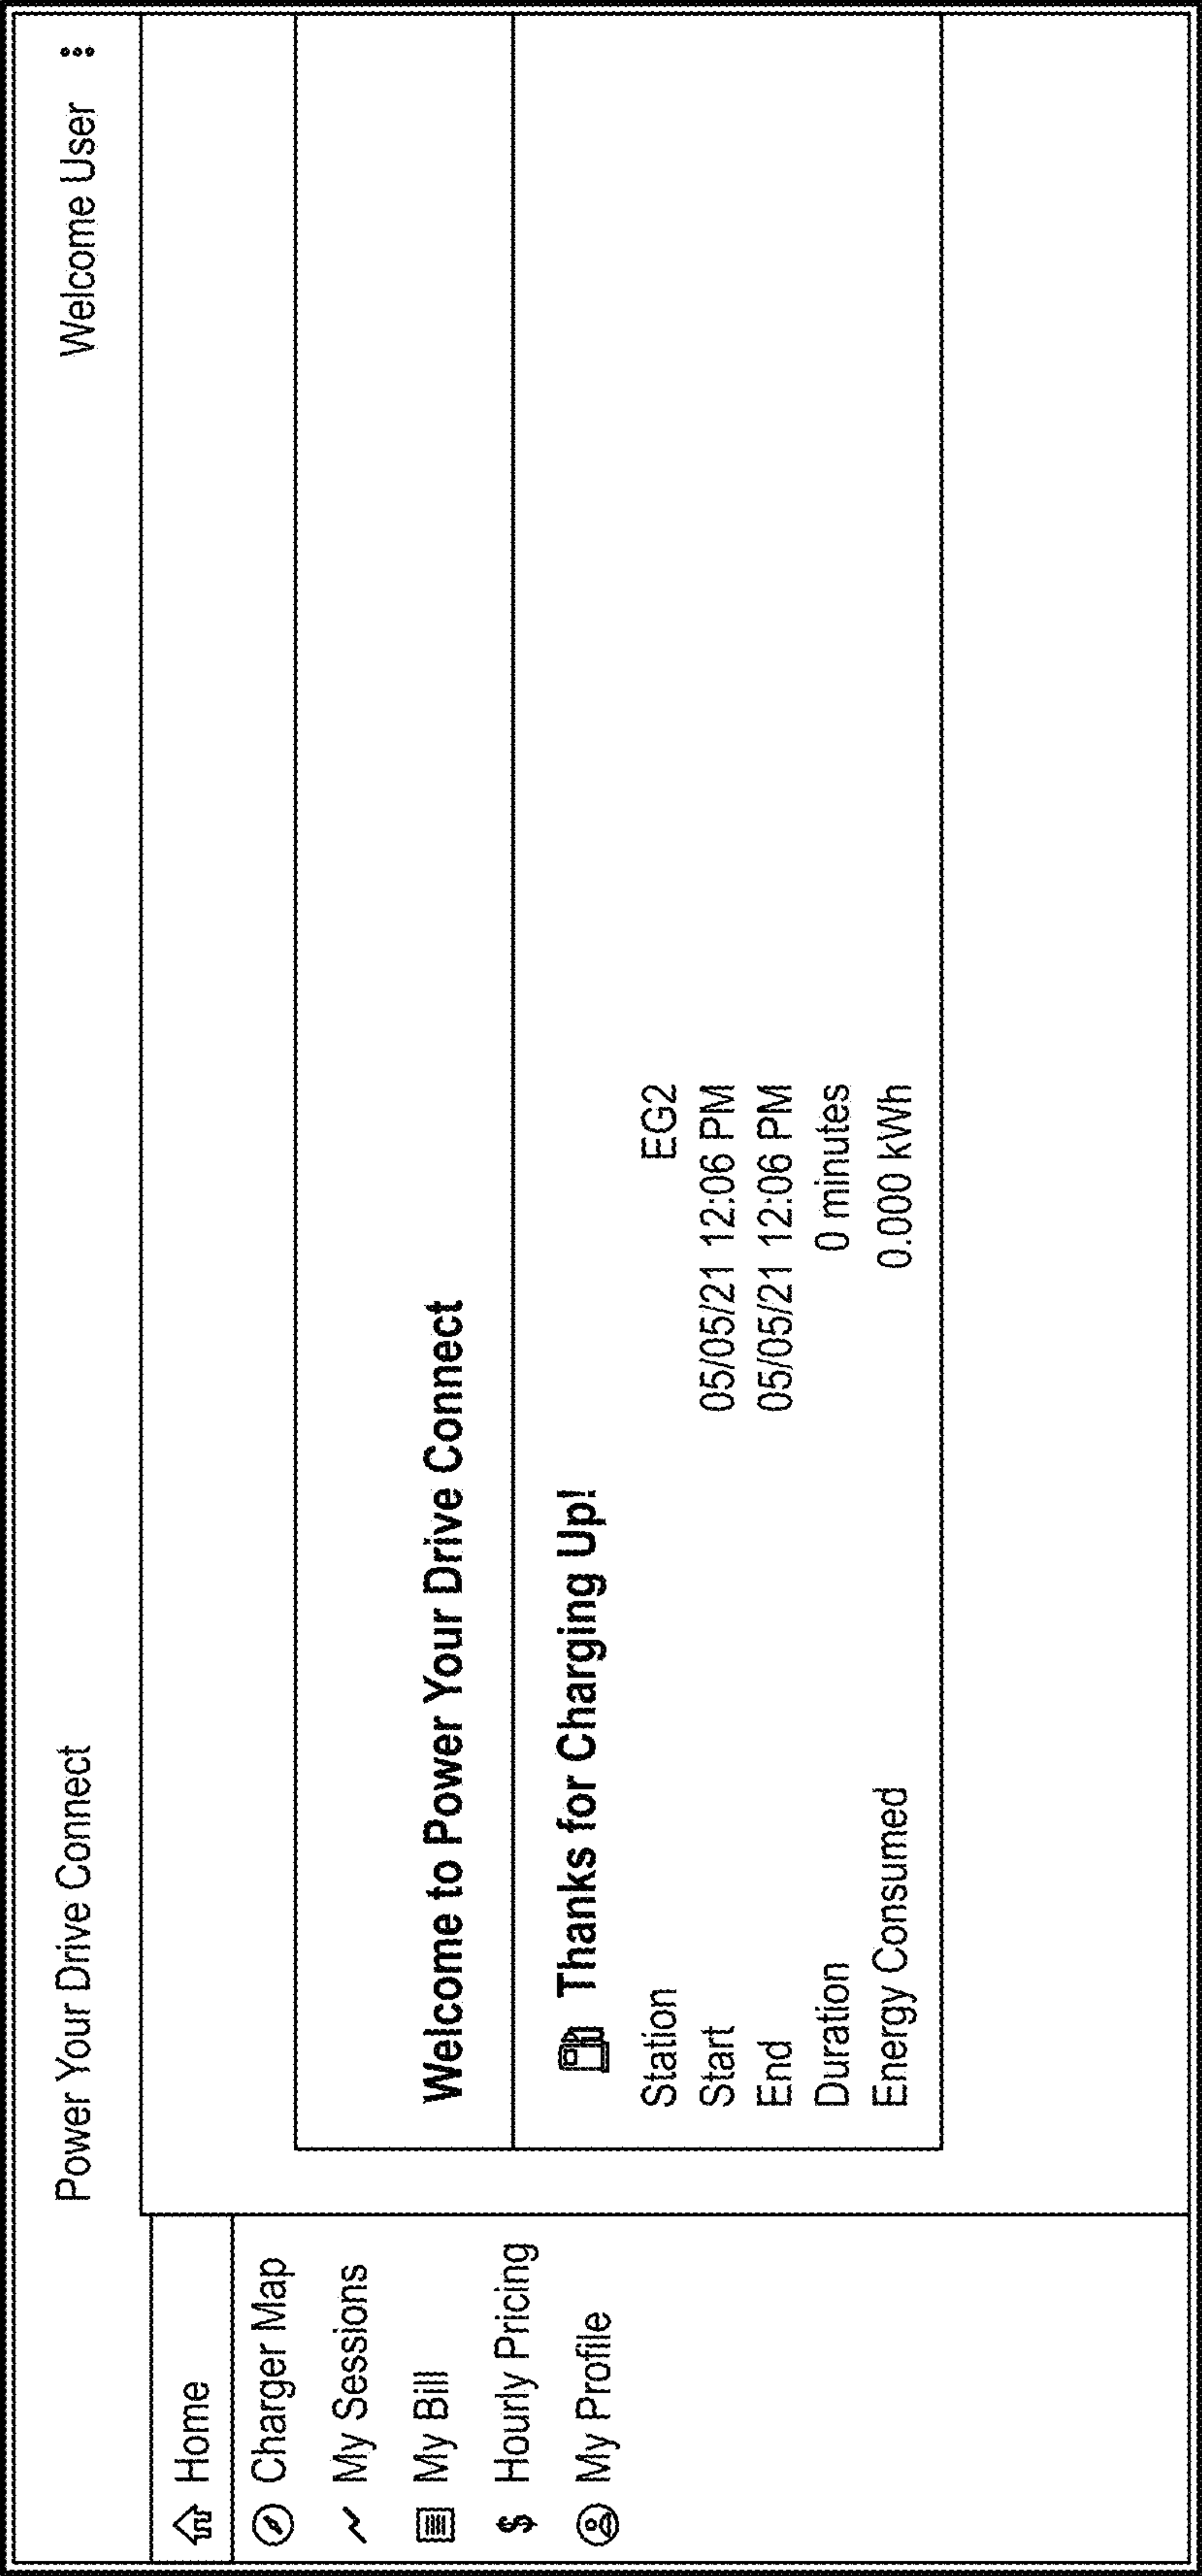 Power Your Drive Connect
Welcome User
Home
Charger Map
My Sessions
My Bill
$ Hourly Pricing
My Profile
Welcome to Power Your Drive Connect
Thanks for Charging Up!
Station EG2
Start 05/05/21 12:06 PM
End 05/05/21 12:06 PM
Duration 0 minutes
Energy Consumed 0.000 kWh